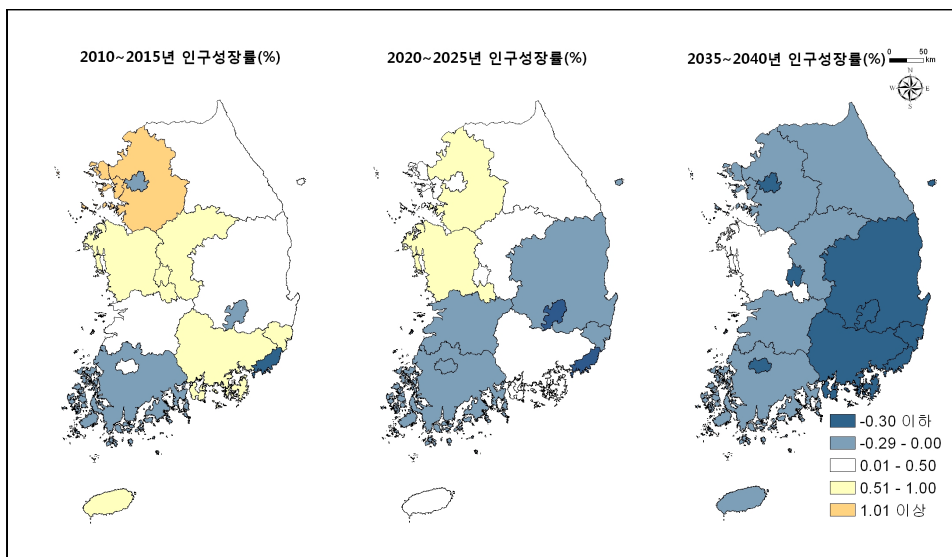 2010~2015년 인구성장률(%)
2020~2025년 인구성장률(%)
2035~2040년 인구성장률(%)
0 50
km
N
W E
S
-0.30 이하
-0.29 - 0.00
0.01 - 0.50
0.51 - 1.00
1.01 이상